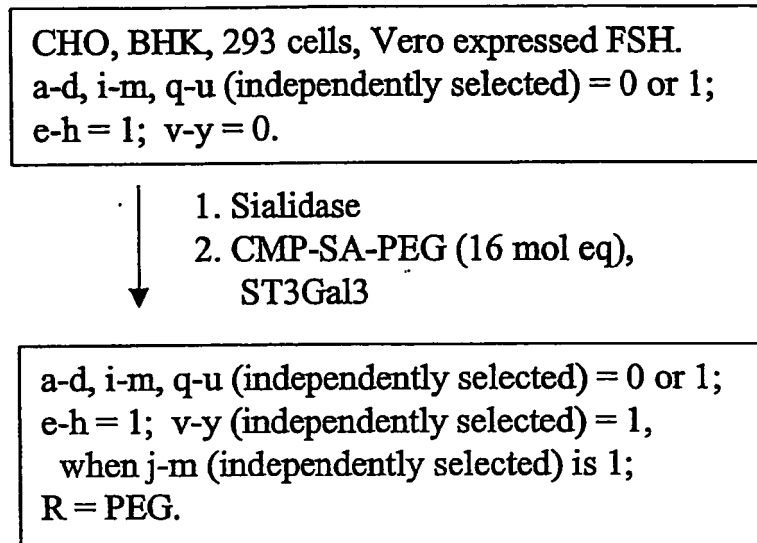 CHO, BHK, 293 cells, Vero expressed FSH.
a-d, i-m, q-u (independently selected) = 0 or 1;
e-h = 1; v-y = 0.
1. Sialidase
2. CMP-SA-PEG (16 mol eq),
ST3Gal3
a-d, i-m, q-u (independently selected) = 0 or 1;
e-h = 1; v-y (independently selected) = 1,
when j-m (independently selected) is 1;
R = PEG.